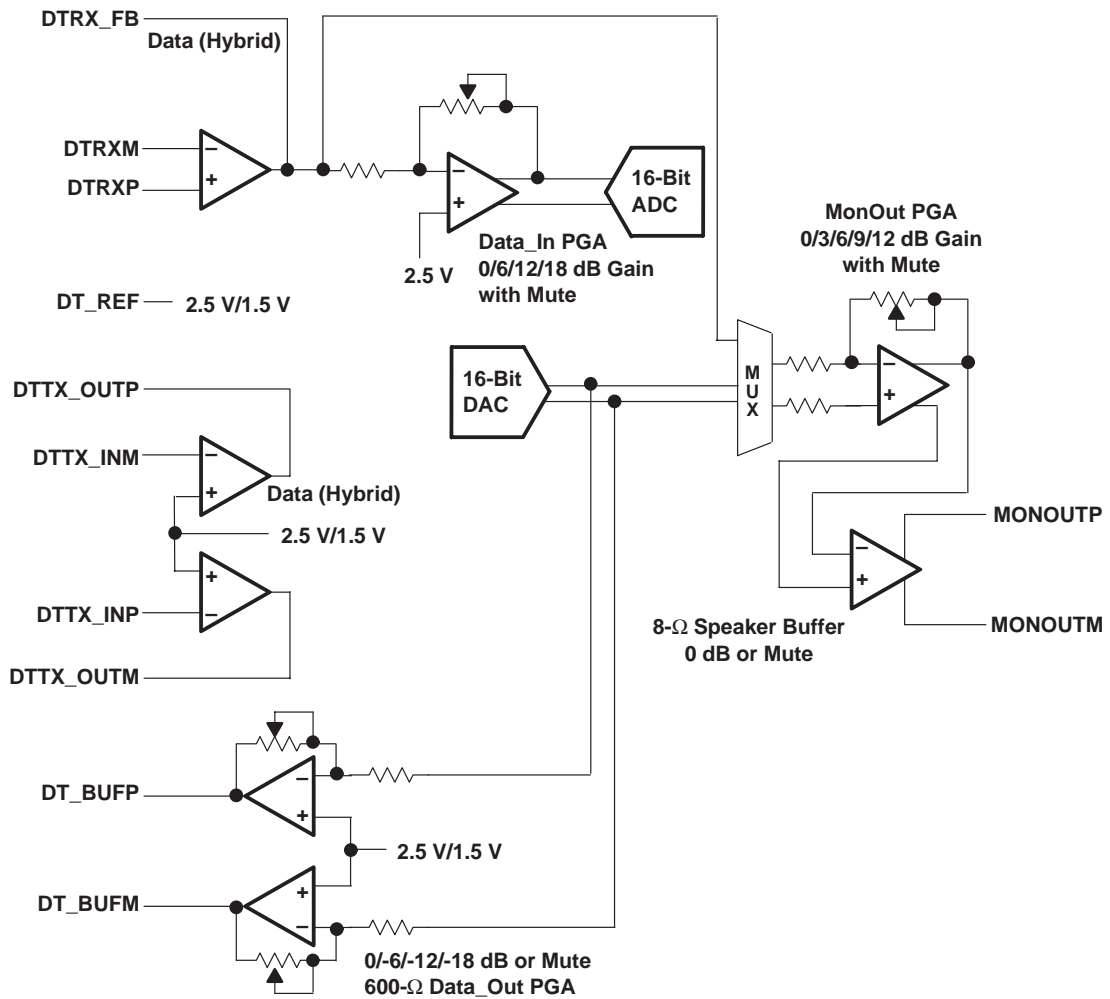 DTRX_FB
Data (Hybrid)
DTRXM
DTRXP
−
+
−
+
2.5 V
16-Bit
ADC
Data_In PGA
0/6/12/18 dB Gain
with Mute
MonOut PGA
0/3/6/9/12 dB Gain
with Mute
DT_REF
2.5 V/1.5 V
16-Bit
DAC
M
U
X
−
+
DTTX_OUTP
DTTX_INM
−
+
Data (Hybrid)
2.5 V/1.5 V
+
−
DTTX_INP
DTTX_OUTM
−
+
MONOUTP
MONOUTM
8-Ω Speaker Buffer
0 dB or Mute
DT_BUFP
−
+
2.5 V/1.5 V
DT_BUFM
+
−
0/-6/-12/-18 dB or Mute
600-Ω Data_Out PGA